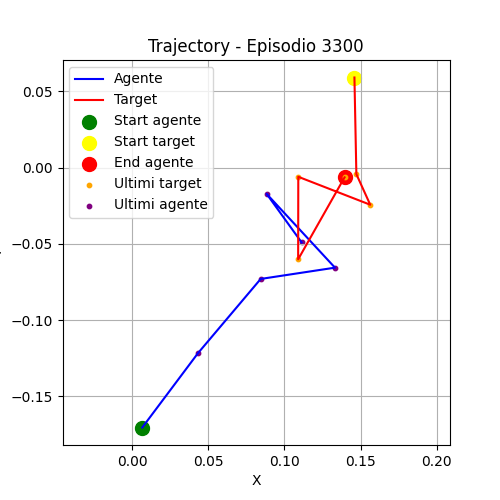 Trajectory - Episodio 3300
Agente
Target
Start agente
Start target
End agente
Ultimi target
Ultimi agente
0.05
0.00
−0.05
−0.10
−0.15
0.00
0.05
0.10
0.15
0.20
X